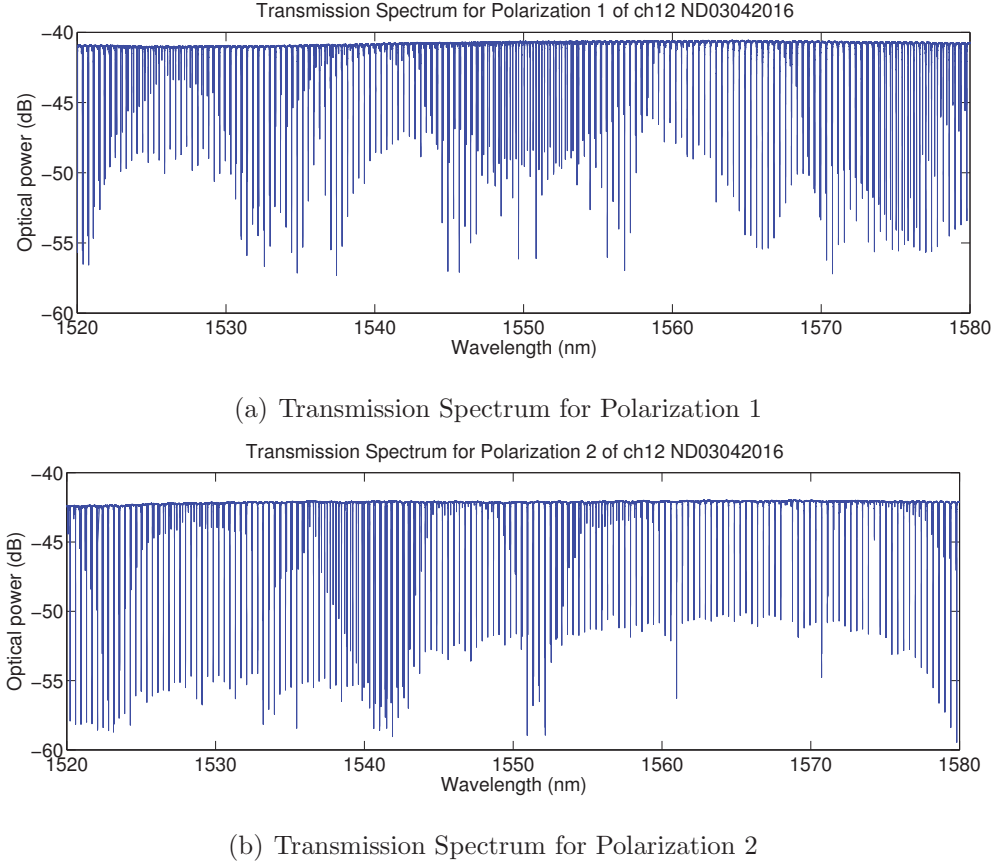 Transmission Spectrum for Polarization 1 of ch12 ND03042016
−40
−45
−50
−55
−60
Optical power (dB)
1520 1530 1540 1550 1560 1570 1580
Wavelength (nm)
(a) Transmission Spectrum for Polarization 1
Transmission Spectrum for Polarization 2 of ch12 ND03042016
−40
−45
−50
−55
−60
Optical power (dB)
1520 1530 1540 1550 1560 1570 1580
Wavelength (nm)
(b) Transmission Spectrum for Polarization 2